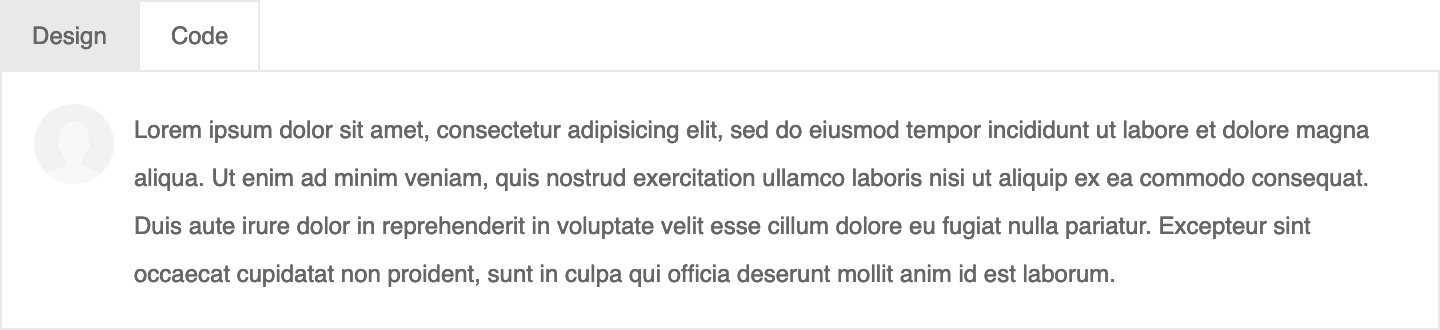 Design Code
Lorem ipsum dolor sit amet, consectetur adipisicing elit, sed do eiusmod tempor incididunt ut labore et dolore magna
aliqua. Ut enim ad minim veniam, quis nostrud exercitation ullamco laboris nisi ut aliquip ex ea commodo consequat.
Duis aute irure dolor in reprehenderit in voluptate velit esse cillum dolore eu fugiat nulla pariatur. Excepteur sint
occaecat cupidatat non proident, sunt in culpa qui officia deserunt mollit anim id est laborum.